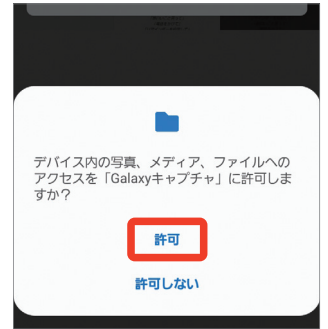 デバイス内の写真、メディア、ファイルへの
アクセスを「Galaxyキャプチャ」に許可しま
すか？
許可
許可しない